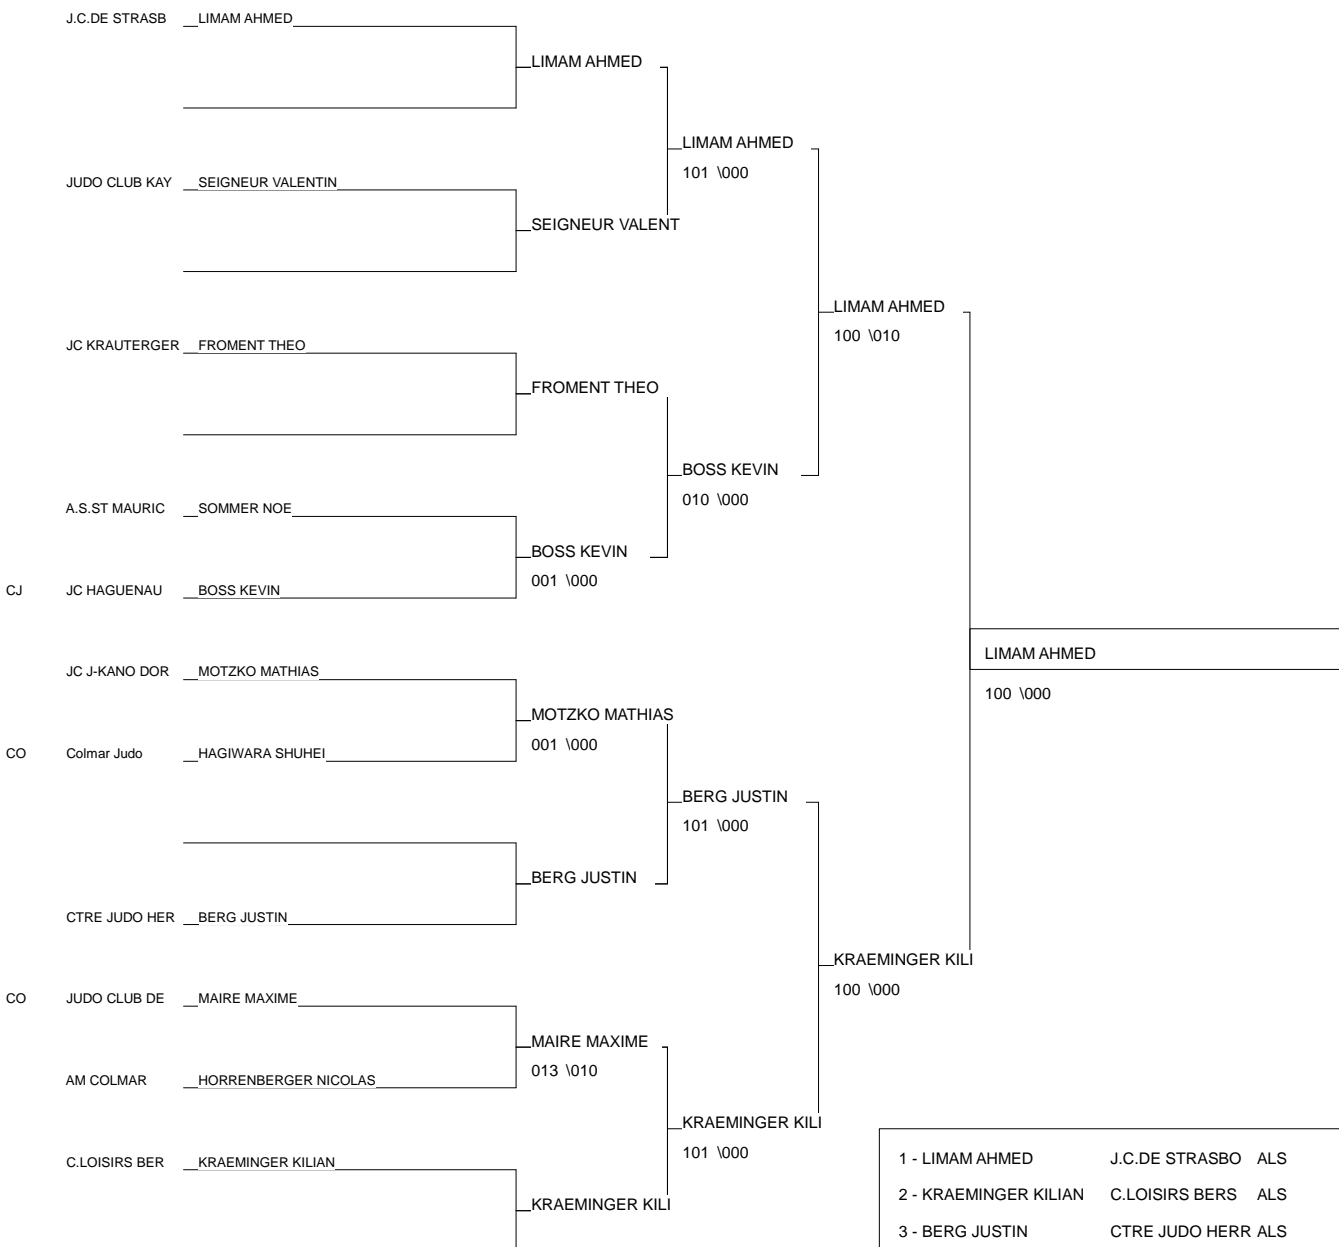 J.C.DE STRASB LIMAM AHMED
LIMAM AHMED
LIMAM AHMED
101 \000
JUDO CLUB KAY SEIGNEUR VALENTIN
SEIGNEUR VALENT
LIMAM AHMED
100 \010
JC KRAUTERGER FROMENT THEO
FROMENT THEO
BOSS KEVIN
010 \000
A.S.ST MAURIC SOMMER NOE
BOSS KEVIN
001 \000
CJ JC HAGUENAU BOSS KEVIN
LIMAM AHMED
100 \000
JC J-KANO DOR MOTZKO MATHIAS
MOTZKO MATHIAS
001 \000
CO Colmar Judo HAGIWARA SHUHEI
BERG JUSTIN
101 \000
BERG JUSTIN
CTRE JUDO HER BERG JUSTIN
KRAEMINGER KILI
100 \000
CO JUDO CLUB DE MAIRE MAXIME
MAIRE MAXIME
013 \010
AM COLMAR HORRENBERGER NICOLAS
KRAEMINGER KILI
101 \000
C.LOISIRS BER KRAEMINGER KILIAN
KRAEMINGER KILI
1 - LIMAM AHMED J.C.DE STRASBO ALS
2 - KRAEMINGER KILIAN C.LOISIRS BERS ALS
3 - BERG JUSTIN CTRE JUDO HERR ALS